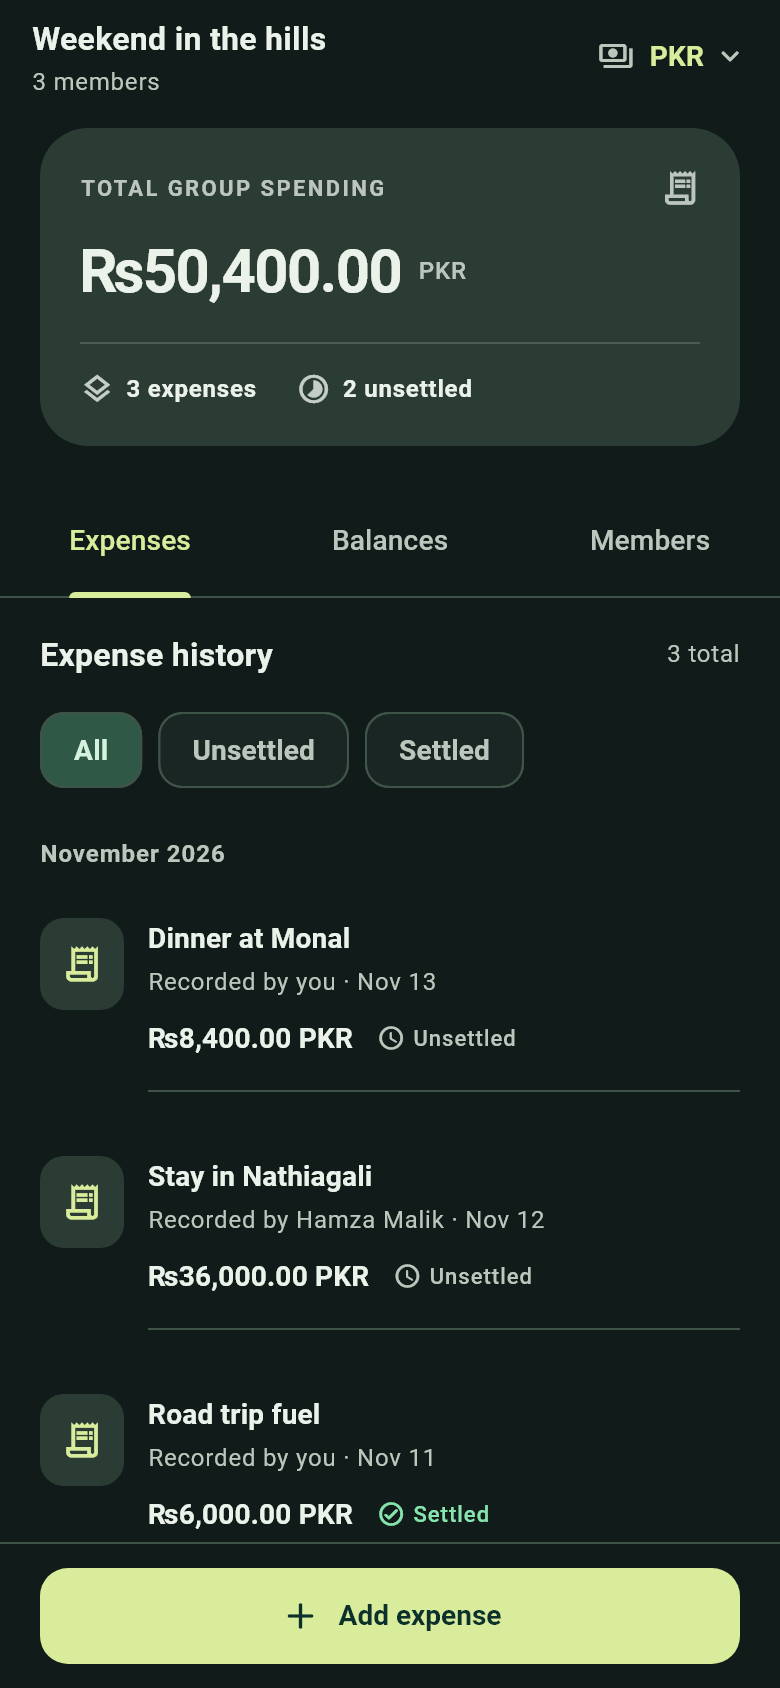 Weekend in the hills
3 members
PKR
TOTAL GROUP SPENDING
₨50,400.00 PKR
3 expenses
2 unsettled
Expenses
Balances
Members
Expense history
3 total
All
Unsettled
Settled
November 2026
Dinner at Monal
Recorded by you · Nov 13
₨8,400.00 PKR
Unsettled
Stay in Nathiagali
Recorded by Hamza Malik · Nov 12
₨36,000.00 PKR
Unsettled
Road trip fuel
Recorded by you · Nov 11
₨6,000.00 PKR
Settled
Add expense